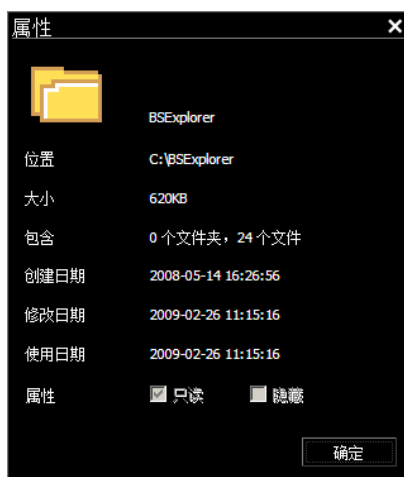 属性
BSExplorer
位置 C:\BSExplorer
大小 620KB
包含 0个文件夹，24个文件
创建日期 2008-05-14 16:26:56
修改日期 2009-02-26 11:15:16
使用日期 2009-02-26 11:15:16
属性 只读 隐藏
确定